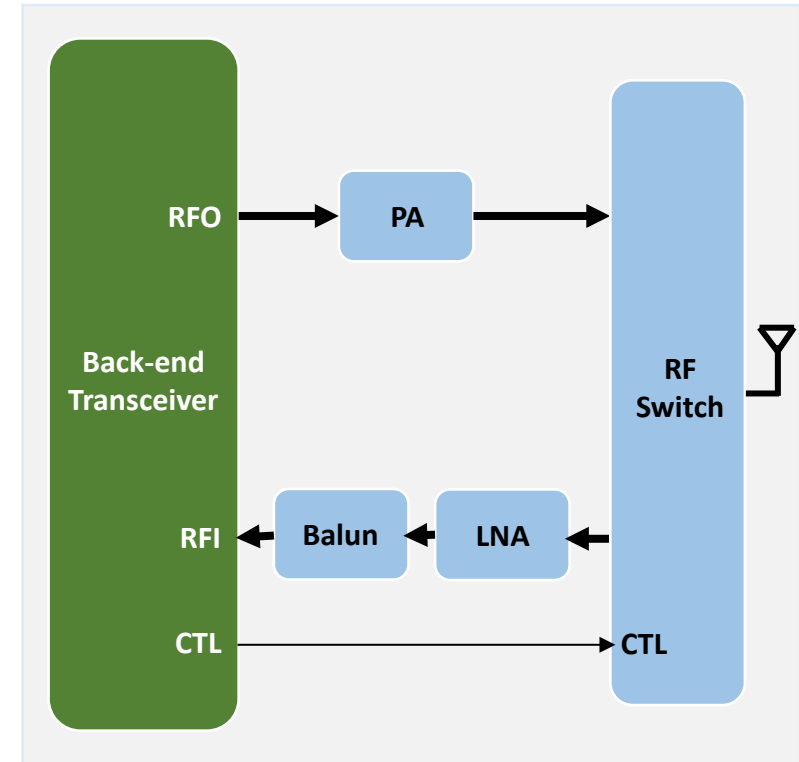 RFO
PA
Back-end
Transceiver
RF
Switch
RFI
Balun
LNA
CTL
CTL